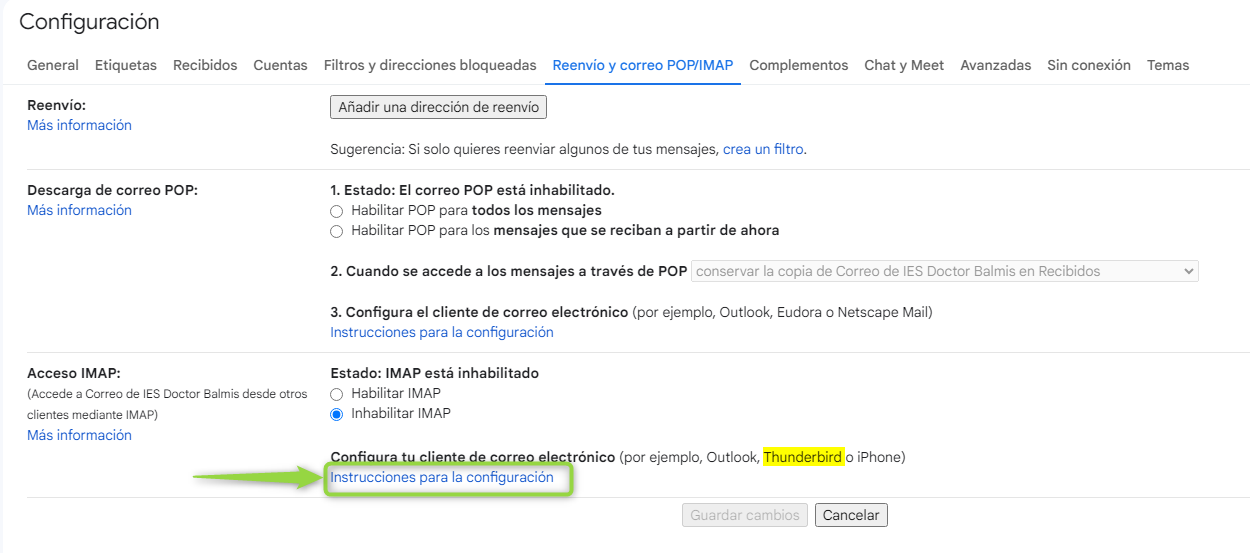 Configuración
General Etiquetas Recibidos Cuentas Filtros y direcciones bloqueadas Reenvío y correo POP/IMAP Complementos Chat y Meet Avanzadas Sin conexión Temas
Reenvío:
Más información
Añadir una dirección de reenvío
Sugerencia: Si solo quieres reenviar algunos de tus mensajes, crea un filtro.
Descarga de correo POP:
Más información
1. Estado: El correo POP está inhabilitado.
Habilitar POP para todos los mensajes
Habilitar POP para los mensajes que se reciban a partir de ahora
2. Cuando se accede a los mensajes a través de POP conservar la copia de Correo de IES Doctor Balmis en Recibidos
3. Configura el cliente de correo electrónico (por ejemplo, Outlook, Eudora o Netscape Mail)
Instrucciones para la configuración
Acceso IMAP:
(Accede a Correo de IES Doctor Balmis desde otros
clientes mediante IMAP)
Más información
Estado: IMAP está inhabilitado
Habilitar IMAP
Inhabilitar IMAP
Configura tu cliente de correo electrónico (por ejemplo, Outlook, Thunderbird o iPhone)
Instrucciones para la configuración
Guardar cambios Cancelar